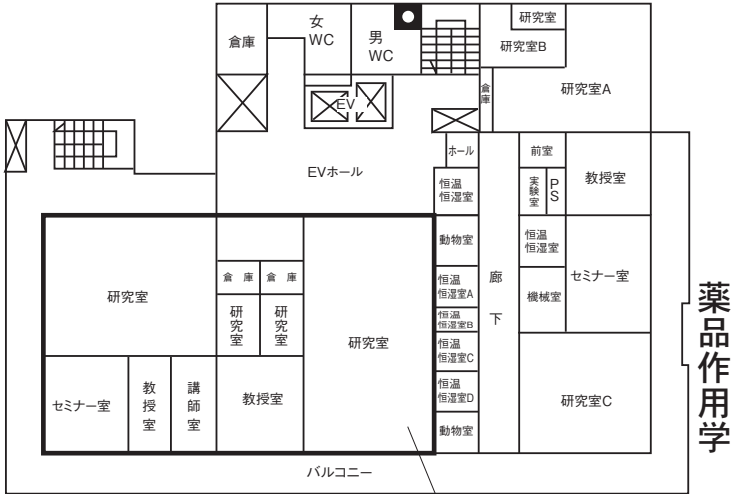 倉庫
女
WC
男
WC
研究室
研究室B
研究室A
倉庫
EV
EVホール
ホール
前室
教授室
恒温
恒湿室
実験室
PS
動物室
恒温
恒湿室
セミナー室
研究室
倉 庫
倉 庫
研究室
研究室
研究室
恒温
恒湿室A
廊下
機械室
恒温
恒湿室B
恒温
恒湿室C
セミナー室
教授室
講師室
教授室
恒温
恒湿室D
研究室C
動物室
バルコニー
薬品作用学